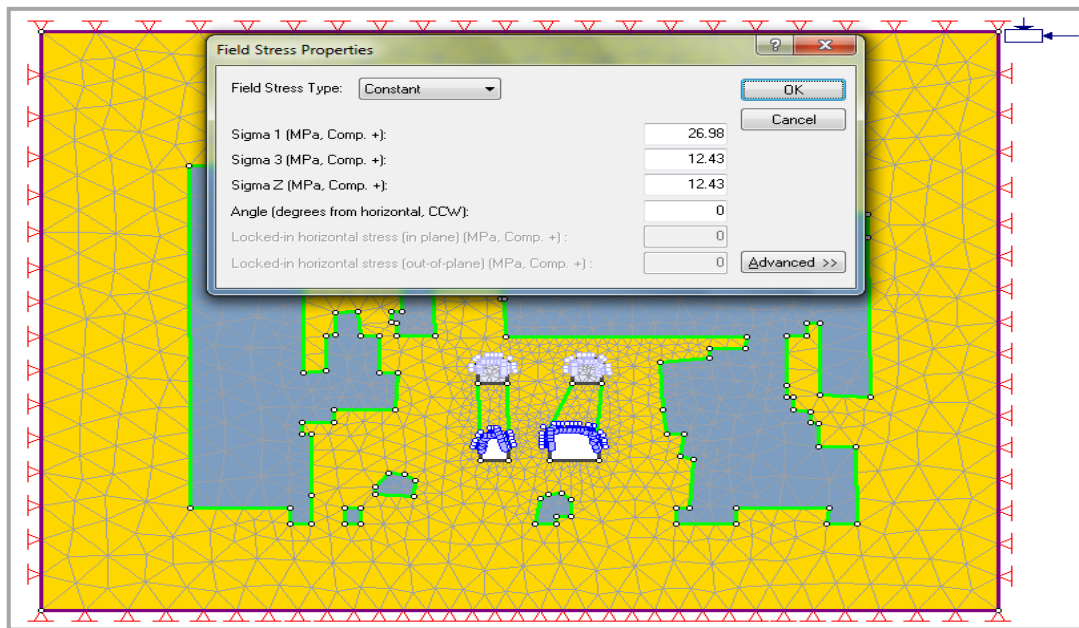 Field Stress Properties
Field Stress Type: Constant
OK
Cancel
Sigma 1 (MPa, Comp. +): 26.98
Sigma 3 (MPa, Comp. +): 12.43
Sigma Z (MPa, Comp. +): 12.43
Angle (degrees from horizontal, CCW): 0
Locked-in horizontal stress (in plane) (MPa, Comp. +) : 0
Locked-in horizontal stress (out-of-plane) (MPa, Comp. +) : 0
Advanced >>